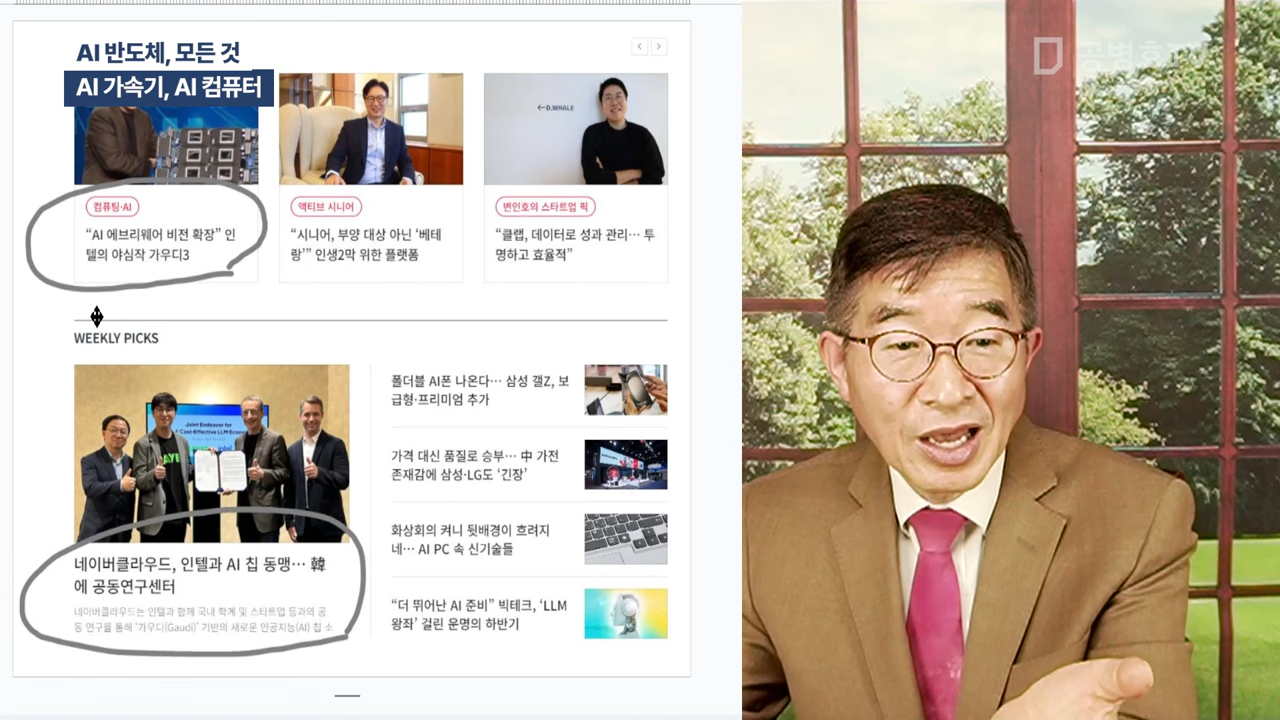 AI 반도체, 모든 것
AI 가속기, AI 컴퓨터
공병호TV
D.WHALE
컴퓨팅·AI
“AI 에브리웨어 비전 확장” 인
텔의 야심작 가우디3
액티브 시니어
“시니어, 부양 대상 아닌 ‘베테
랑’” 인생2막 위한 플랫폼
변인호의 스타트업 픽
“클랩, 데이터로 성과 관리… 투
명하고 효율적”
WEEKLY PICKS
Joint Endeavor for
Cost-Effective LLM
네이버클라우드, 인텔과 AI 칩 동맹… 韓
에 공동연구센터
네이버클라우드는 인텔과 함께 국내 학계 및 스타트업 등과의 공
동 연구를 통해 ‘가우디(Gaudi)’ 기반의 새로운 인공지능(AI) 칩 소
폴더블 AI폰 나온다… 삼성 갤Z, 보
급형·프리미엄 추가
가격 대신 품질로 승부… 中 가전
존재감에 삼성·LG도 ‘긴장’
화상회의 켜니 뒷배경이 흐려지
네… AI PC 속 신기술들
“더 뛰어난 AI 준비” 빅테크, ‘LLM
왕좌’ 걸린 운명의 하반기